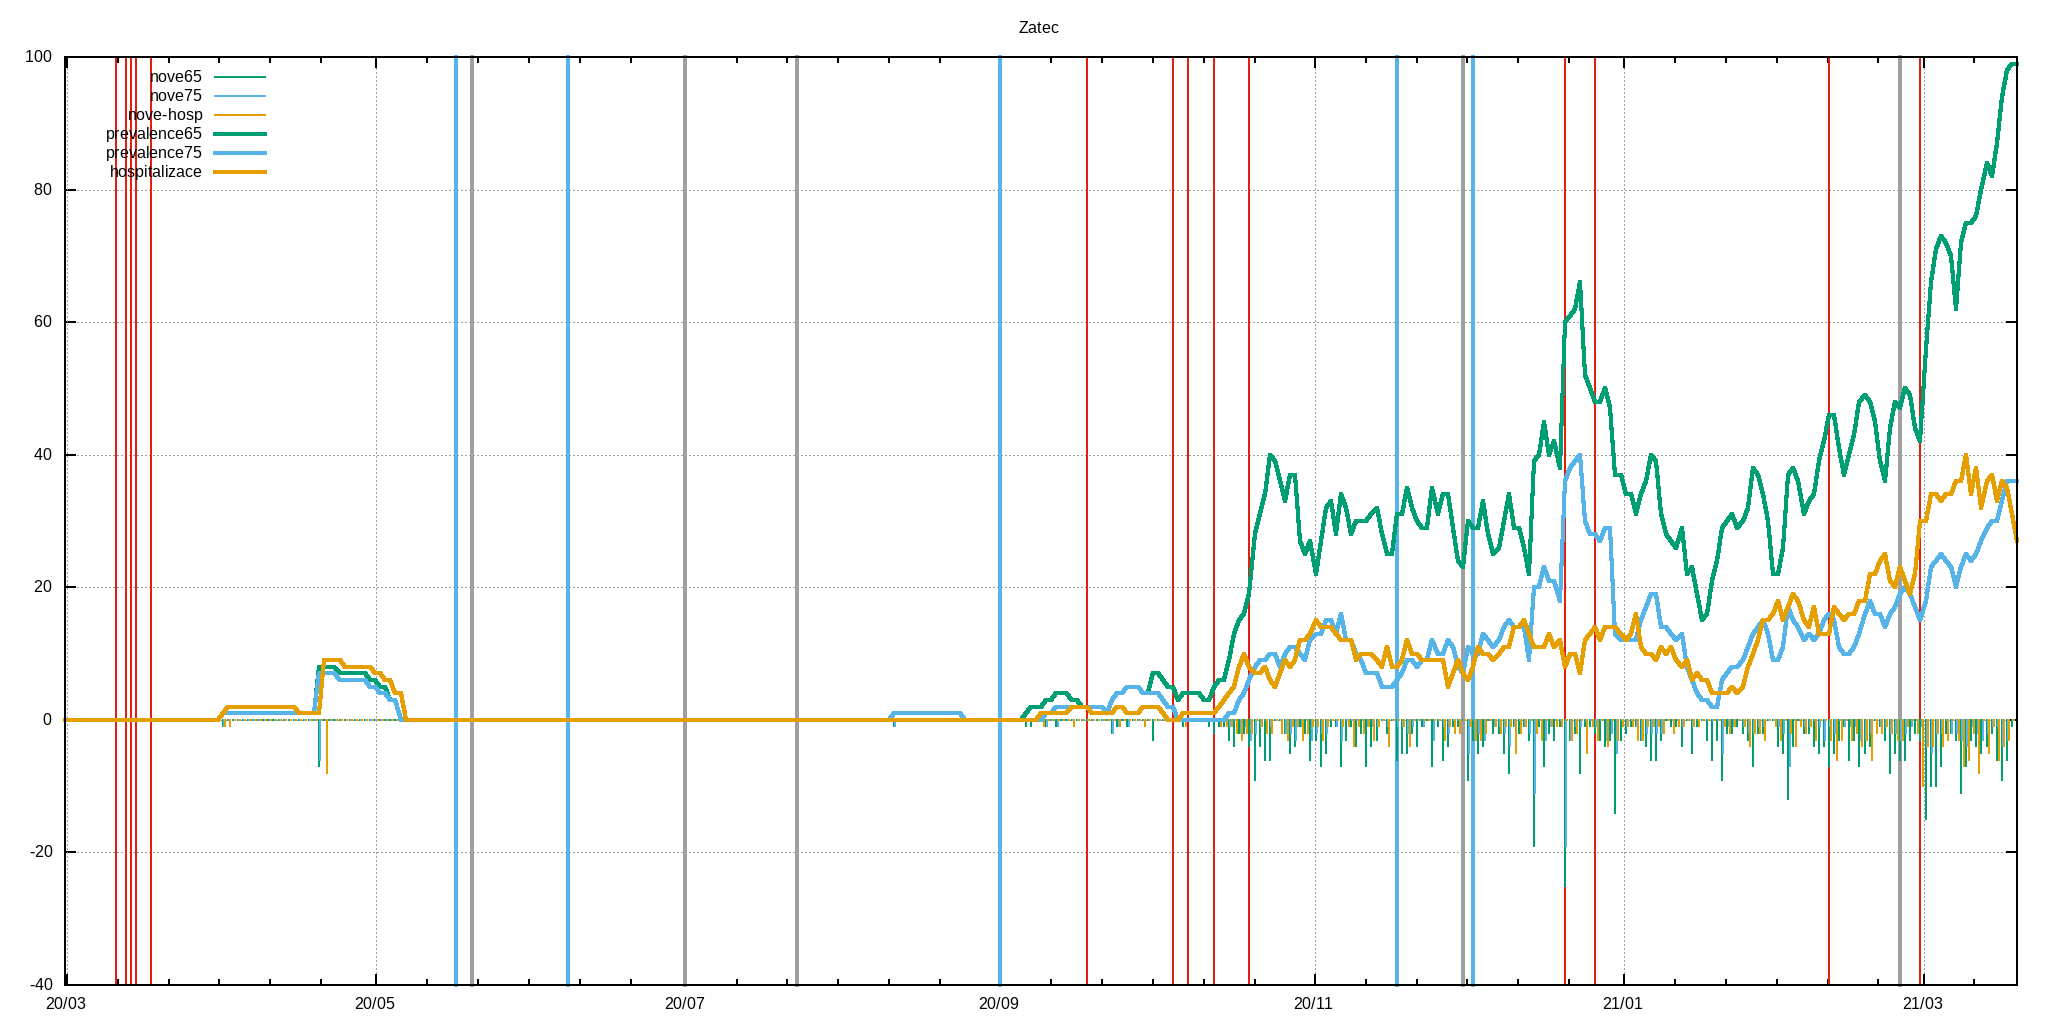 Zatec
100
80
60
40
20
0
-20
-40
nove65
nove75
nove-hosp
prevalence65
prevalence75
hospitalizace
20/03 20/05 20/07 20/09 20/11 21/01 21/03